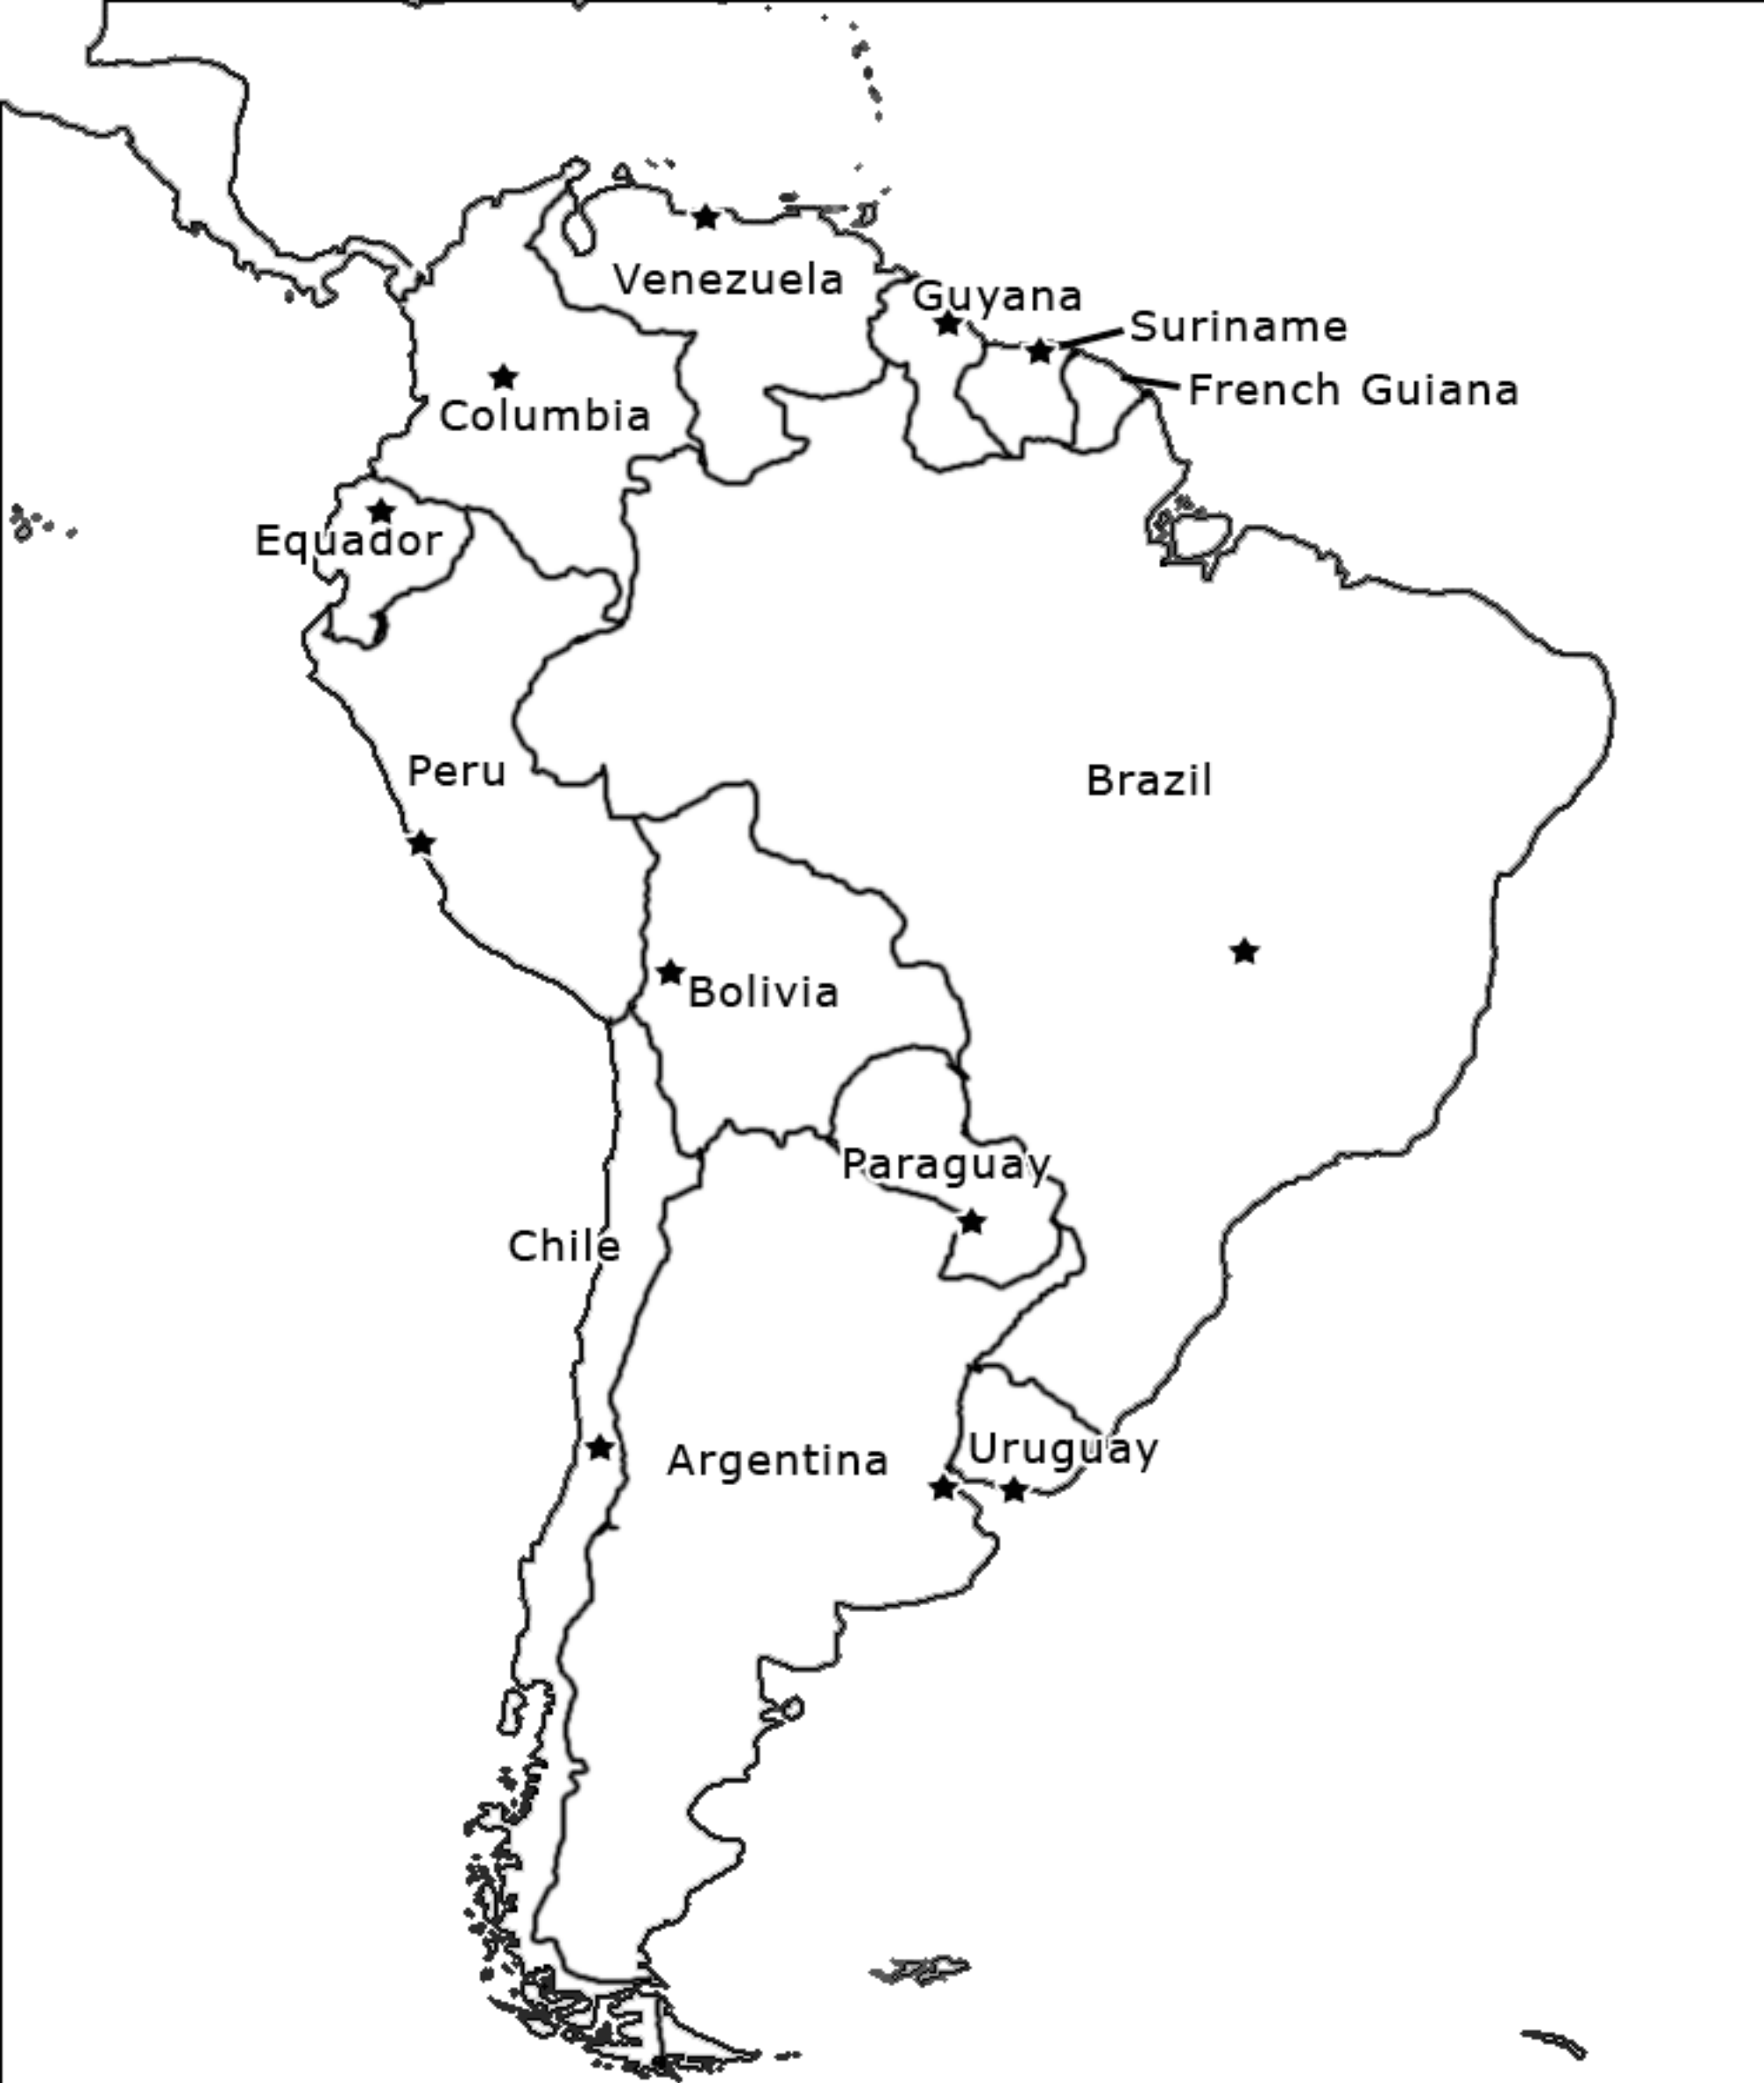 Venezuela
Guyana
Suriname
French Guiana
Columbia
Equador
Peru
Brazil
Bolivia
Paraguay
Chile
Argentina
Uruguay